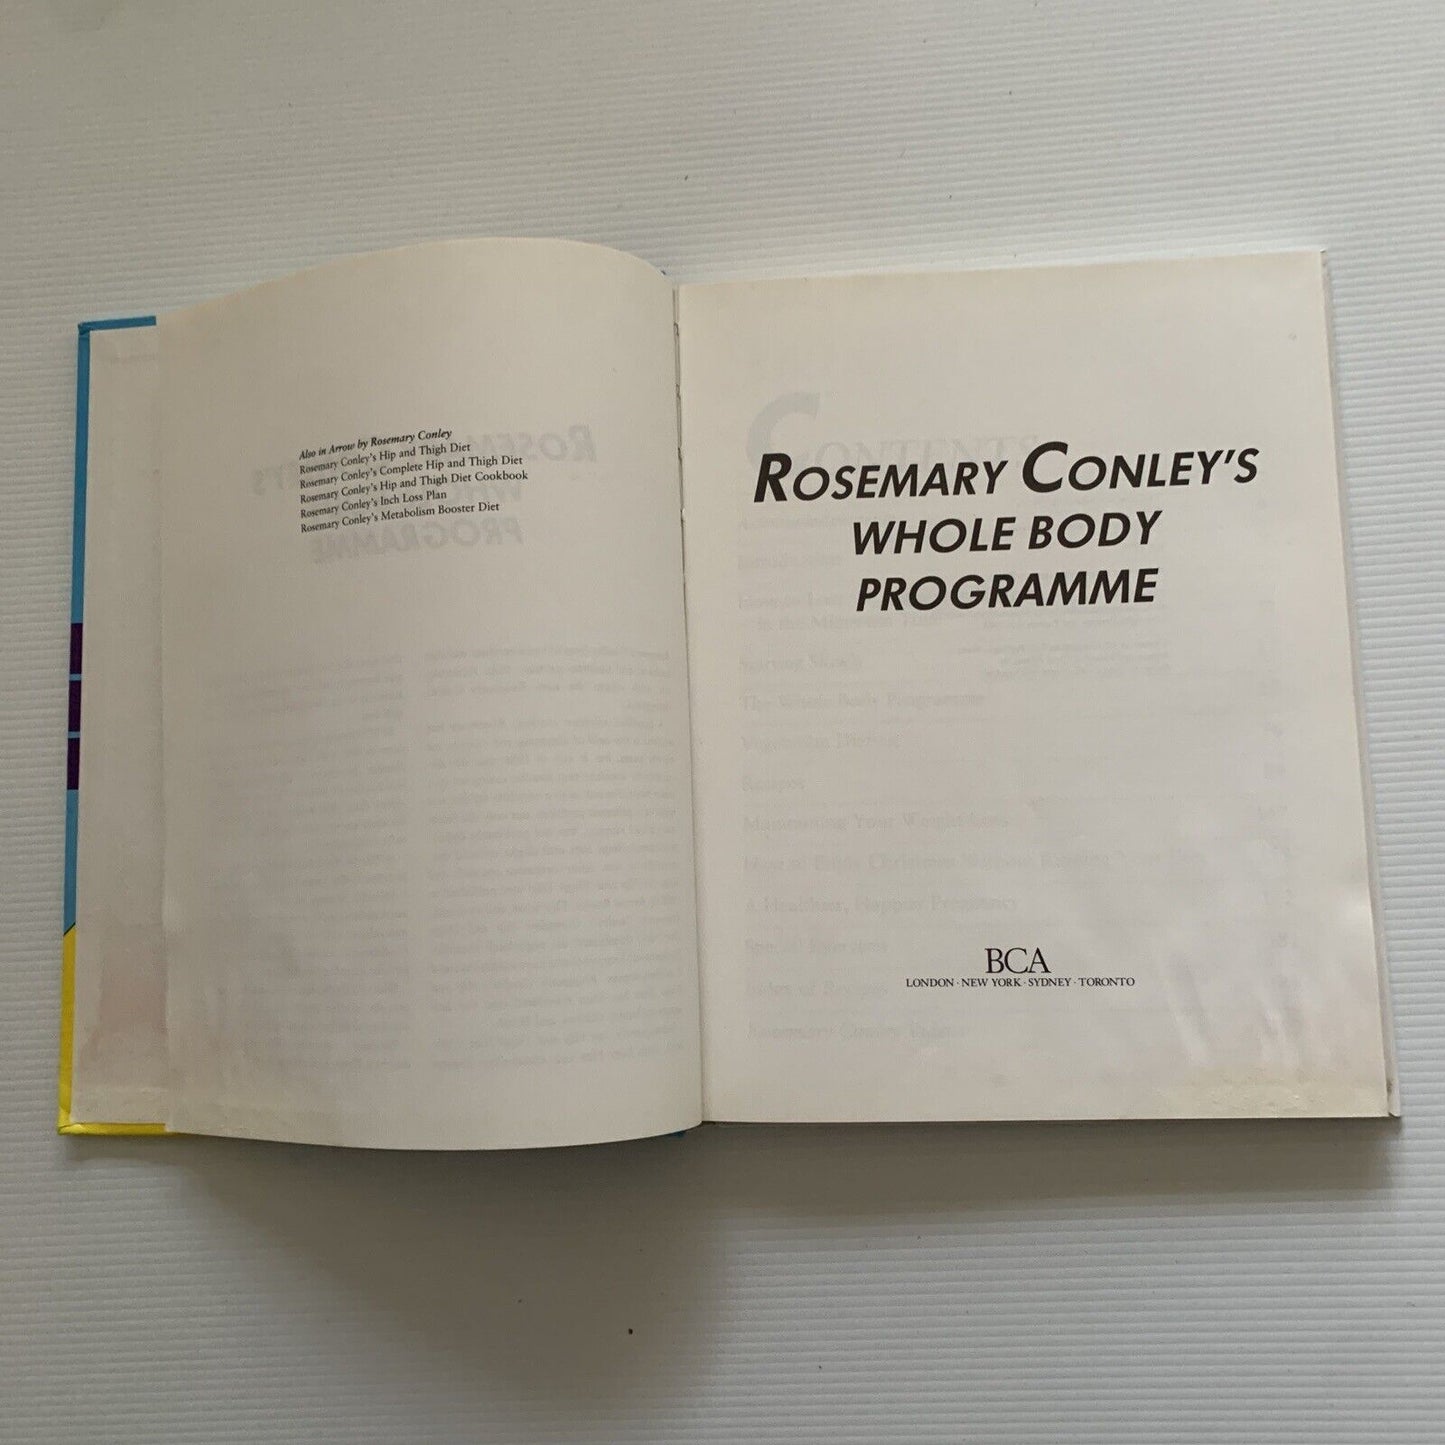 Also in Arrow by Rosemary Conley
Rosemary Conley's Hip and Thigh Diet
Rosemary Conley's Complete Hip and Thigh Diet
Rosemary Conley's Hip and Thigh Diet Cookbook
Rosemary Conley's Inch Loss Plan
Rosemary Conley's Metabolism Booster Diet
ROSEMARY CONLEY'S
WHOLE BODY
PROGRAMME
BCA
LONDON · NEW YORK · SYDNEY · TORONTO